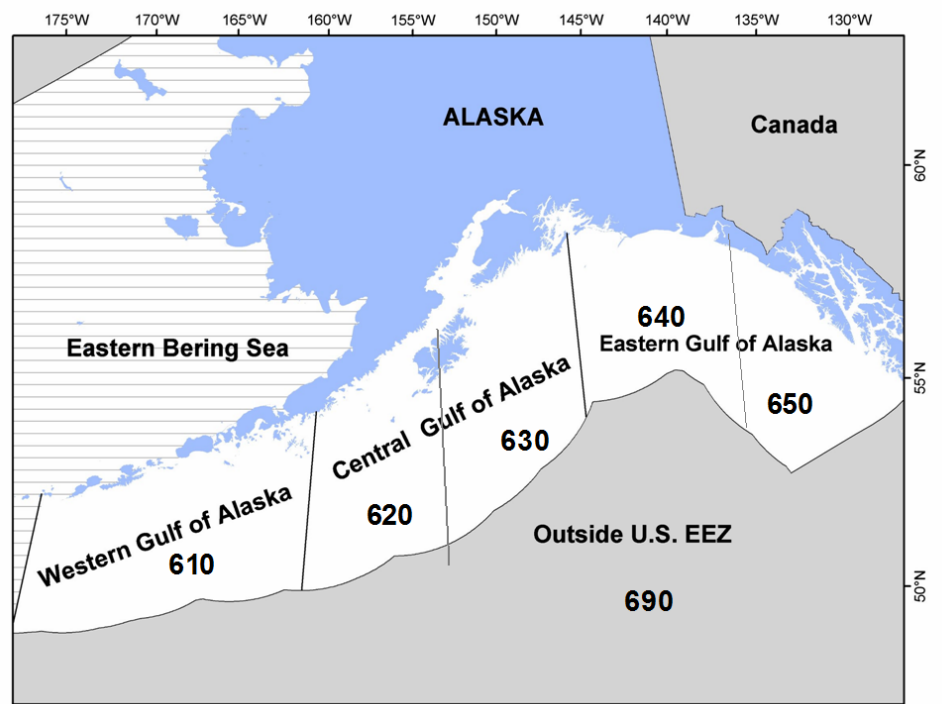 175°W 170°W 165°W 160°W 155°W 150°W 145°W 140°W 135°W 130°W
ALASKA
Canada
60°N
640
Eastern Bering Sea
Eastern Gulf of Alaska
55°N
Central Gulf of Alaska
650
630
620
Western Gulf of Alaska
610
Outside U.S. EEZ
50°N
690